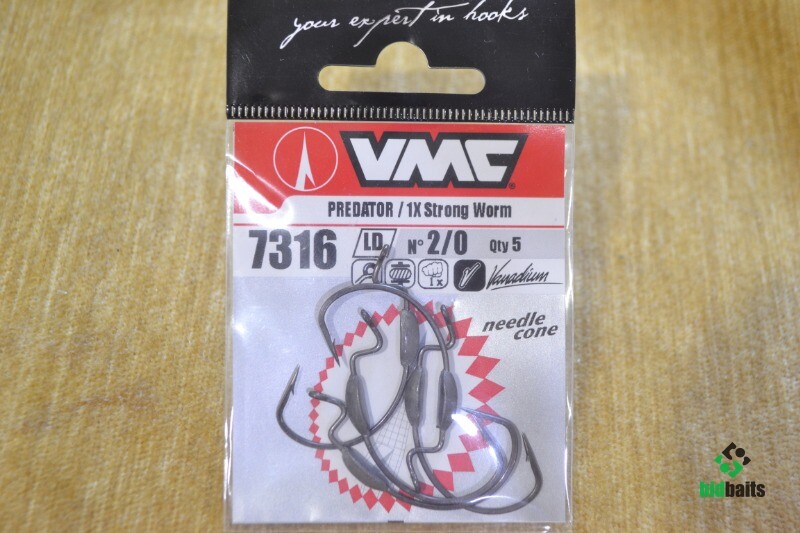 your expert in hooks
VMC®
PREDATOR / 1X Strong Worm
7316 LD N° 2/0 Qty 5
x Vanadium
needle
cone
bidbaits